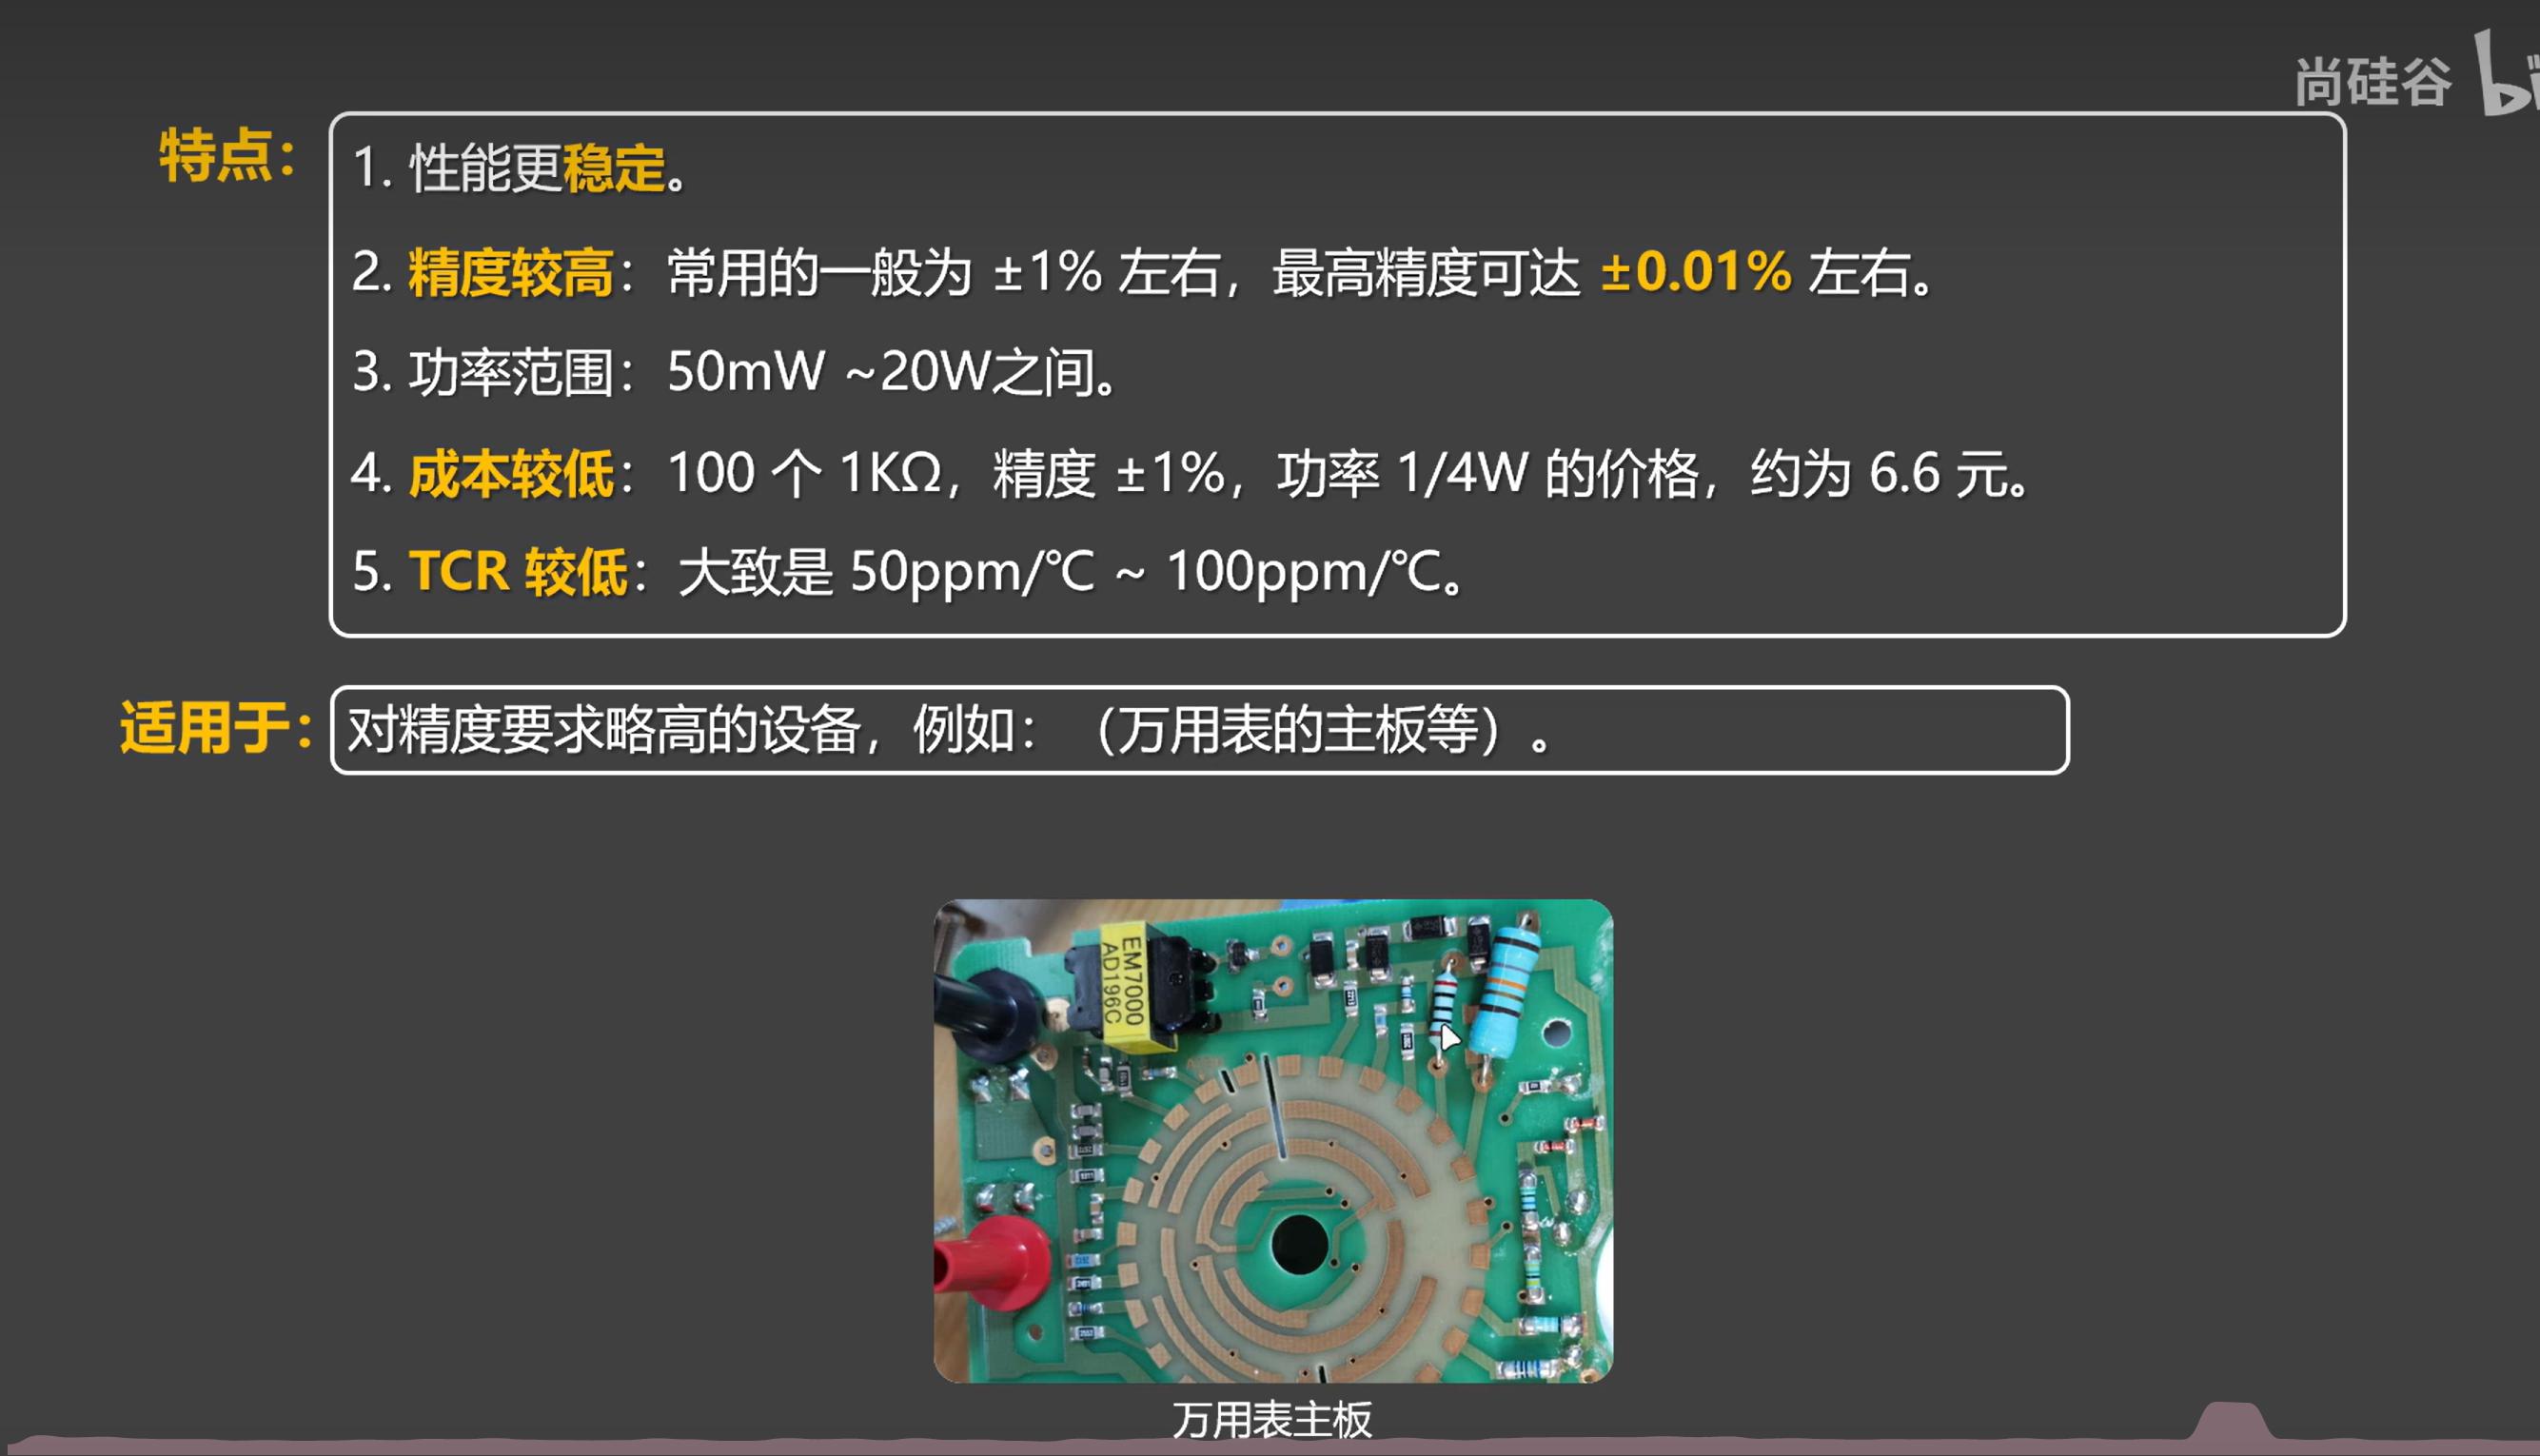 尚硅谷
特点：
1. 性能更稳定。
2. 精度较高：常用的一般为 ±1% 左右，最高精度可达 ±0.01% 左右。
3. 功率范围：50mW ~20W之间。
4. 成本较低：100 个 1KΩ，精度 ±1%，功率 1/4W 的价格，约为 6.6 元。
5. TCR 较低：大致是 50ppm/℃ ~ 100ppm/℃。
适用于：
对精度要求略高的设备，例如：（万用表的主板等）。
EM7000
AD196C
万用表主板